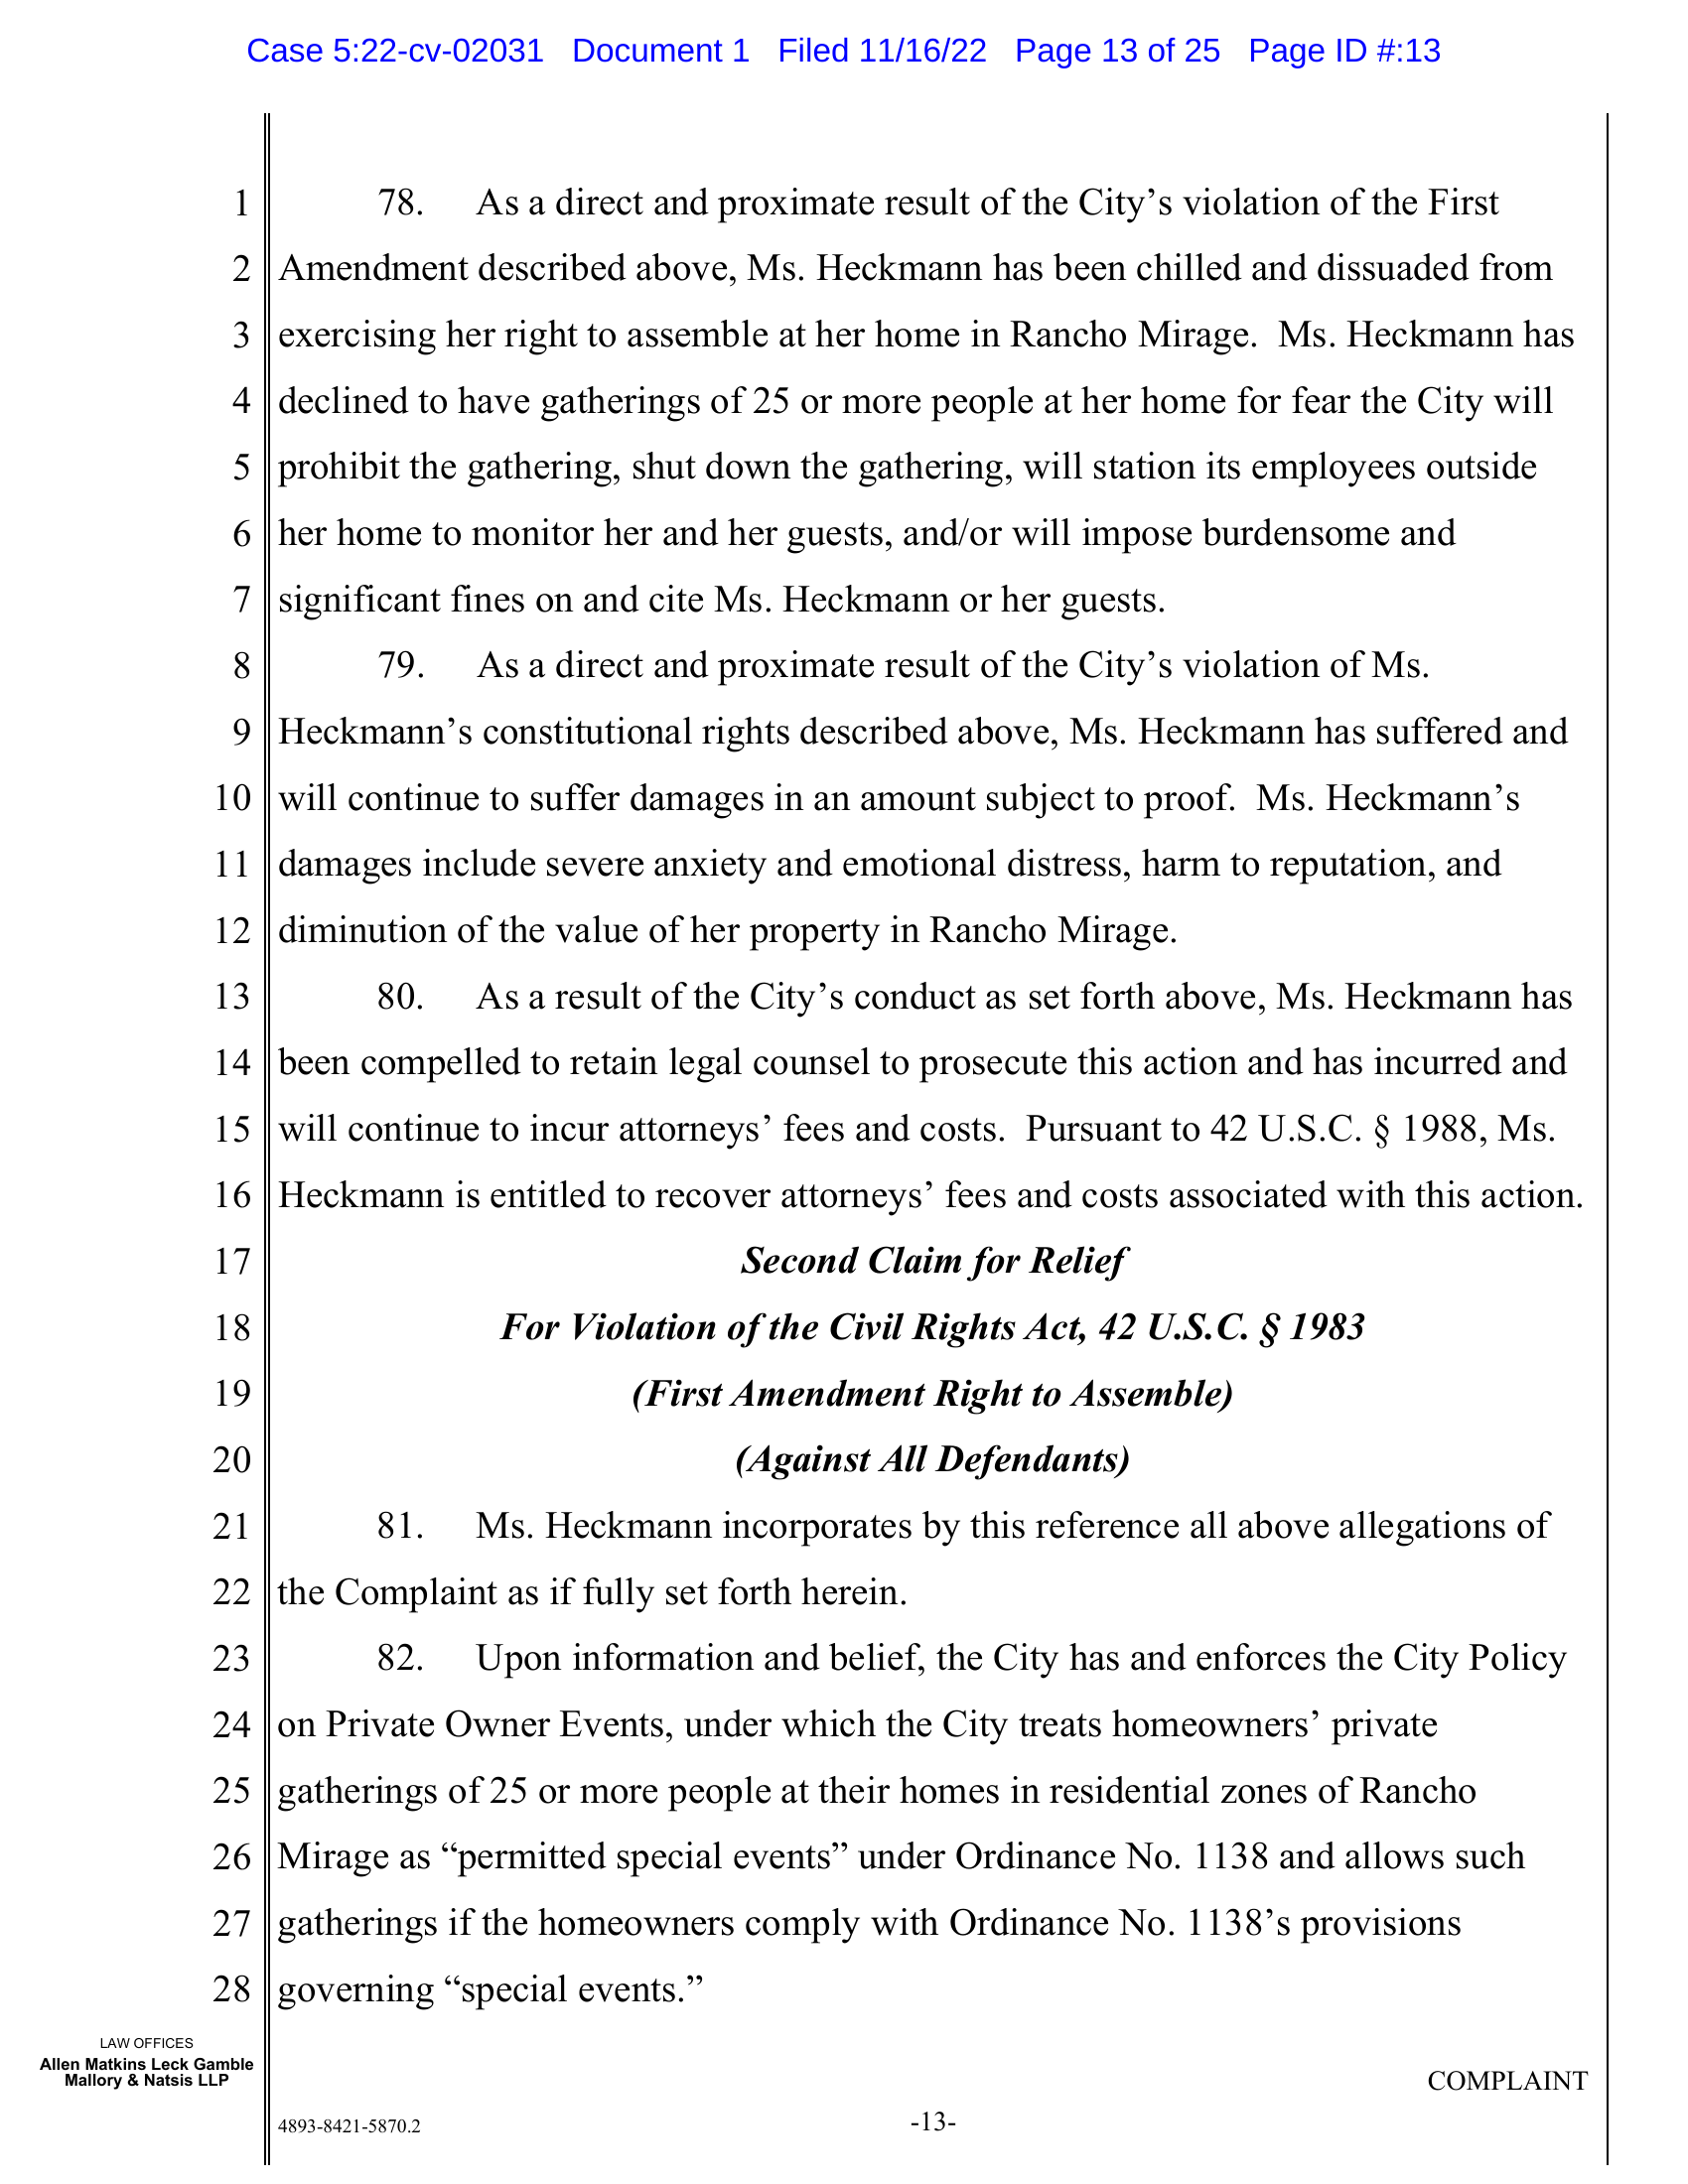 Case 5:22-cv-02031 Document 1 Filed 11/16/22 Page 13 of 25 Page ID #:13
1 78. As a direct and proximate result of the City’s violation of the First
2 Amendment described above, Ms. Heckmann has been chilled and dissuaded from
3 exercising her right to assemble at her home in Rancho Mirage. Ms. Heckmann has
4 declined to have gatherings of 25 or more people at her home for fear the City will
5 prohibit the gathering, shut down the gathering, will station its employees outside
6 her home to monitor her and her guests, and/or will impose burdensome and
7 significant fines on and cite Ms. Heckmann or her guests.
8 79. As a direct and proximate result of the City’s violation of Ms.
9 Heckmann’s constitutional rights described above, Ms. Heckmann has suffered and
10 will continue to suffer damages in an amount subject to proof. Ms. Heckmann’s
11 damages include severe anxiety and emotional distress, harm to reputation, and
12 diminution of the value of her property in Rancho Mirage.
13 80. As a result of the City’s conduct as set forth above, Ms. Heckmann has
14 been compelled to retain legal counsel to prosecute this action and has incurred and
15 will continue to incur attorneys’ fees and costs. Pursuant to 42 U.S.C. § 1988, Ms.
16 Heckmann is entitled to recover attorneys’ fees and costs associated with this action.
17 Second Claim for Relief
18 For Violation of the Civil Rights Act, 42 U.S.C. § 1983
19 (First Amendment Right to Assemble)
20 (Against All Defendants)
21 81. Ms. Heckmann incorporates by this reference all above allegations of
22 the Complaint as if fully set forth herein.
23 82. Upon information and belief, the City has and enforces the City Policy
24 on Private Owner Events, under which the City treats homeowners’ private
25 gatherings of 25 or more people at their homes in residential zones of Rancho
26 Mirage as “permitted special events” under Ordinance No. 1138 and allows such
27 gatherings if the homeowners comply with Ordinance No. 1138’s provisions
28 governing “special events.”
LAW OFFICES
Allen Matkins Leck Gamble
Mallory & Natsis LLP
COMPLAINT
4893-8421-5870.2
-13-